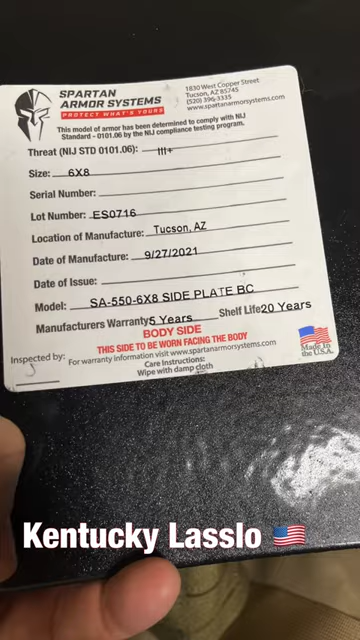 SPARTAN
ARMOR SYSTEMS
PROTECT WHAT'S YOURS
1830 West Copper Street
Tucson, AZ 85745
(520) 396-3335
www.spartanarmorsystems.com
This model of armor has been determined to comply with NIJ
Standard - 0101.06 by the NIJ compliance testing program.
Threat (NIJ STD 0101.06): III+
Size: 6X8
Serial Number:
Lot Number: ES0716
Location of Manufacture: Tucson, AZ
Date of Manufacture: 9/27/2021
Date of Issue:
Model: SA-550-6X8 SIDE PLATE BC
Manufacturers Warranty 5 Years Shelf Life 20 Years
BODY SIDE
THIS SIDE TO BE WORN FACING THE BODY
Inspected by:
For warranty information visit www.spartanarmorsystems.com
Care Instructions:
Wipe with damp cloth
Made in
the U.S.A.
Kentucky Lasslo 🇺🇸